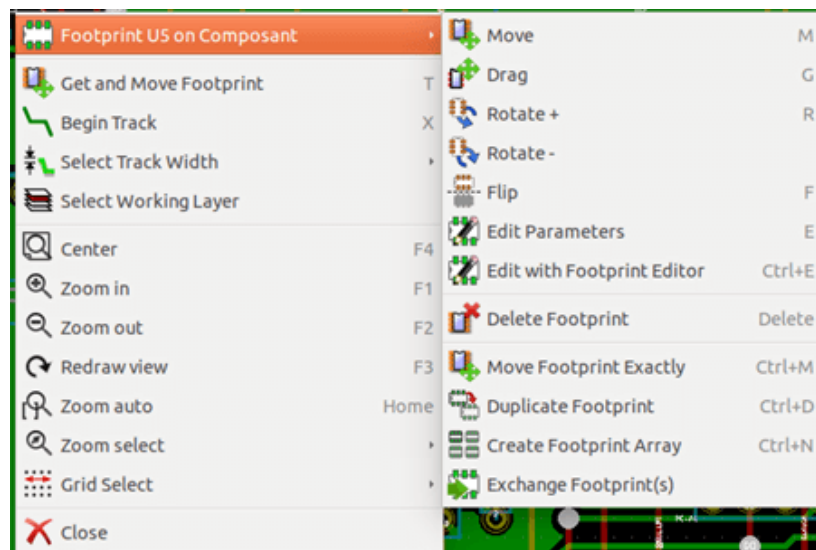 Footprint U5 on Composant
Get and Move Footprint T
Begin Track X
Select Track Width
Select Working Layer
Center F4
Zoom in F1
Zoom out F2
Redraw view F3
Zoom auto Home
Zoom select
Grid Select
Close
Move M
Drag G
Rotate + R
Rotate -
Flip F
Edit Parameters E
Edit with Footprint Editor Ctrl+E
Delete Footprint Delete
Move Footprint Exactly Ctrl+M
Duplicate Footprint Ctrl+D
Create Footprint Array Ctrl+N
Exchange Footprint(s)